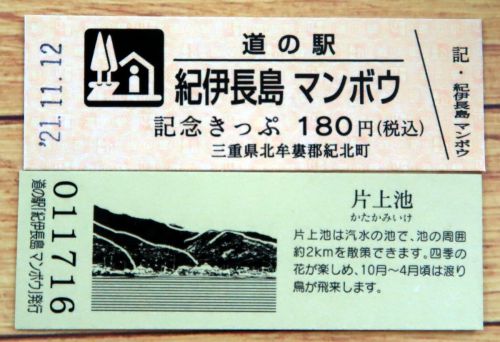 '21.11.12
道の駅
紀伊長島 マンボウ
記念きっぷ 180円(税込)
三重県北牟婁郡紀北町
記・紀伊長島 マンボウ
011716
道の駅「紀伊長島 マンボウ」発行
片上池
かたかみいけ
片上池は汽水の池で、池の周囲
約2kmを散策できます。四季の
花が楽しめ、10月〜4月頃は渡り
鳥が飛来します。